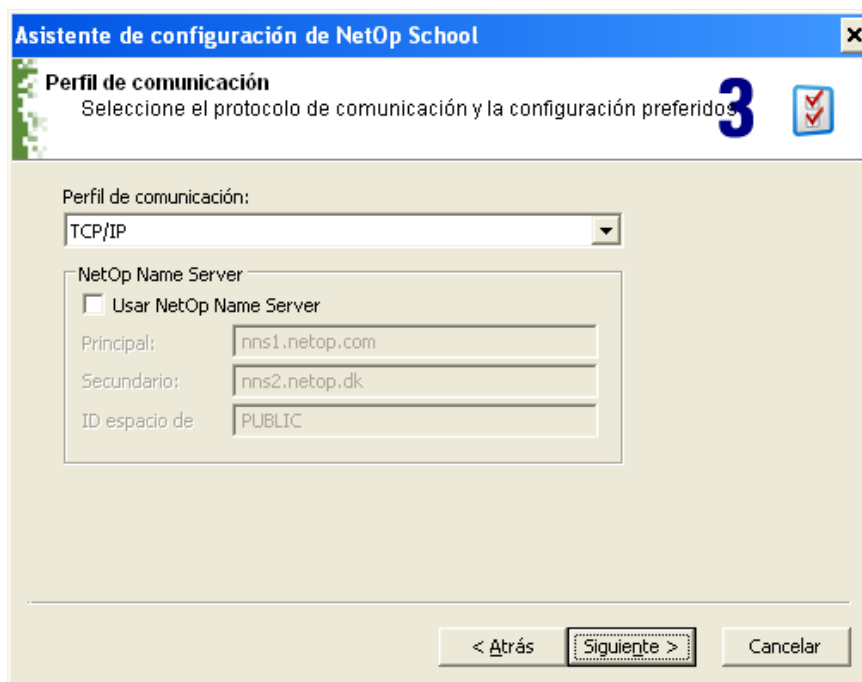 Asistente de configuración de NetOp School
Perfil de comunicación
Seleccione el protocolo de comunicación y la configuración preferidos
3
Perfil de comunicación:
TCP/IP
NetOp Name Server
Usar NetOp Name Server
Principal: nns1.netop.com
Secundario: nns2.netop.dk
ID espacio de PUBLIC
< Atrás Siguiente > Cancelar